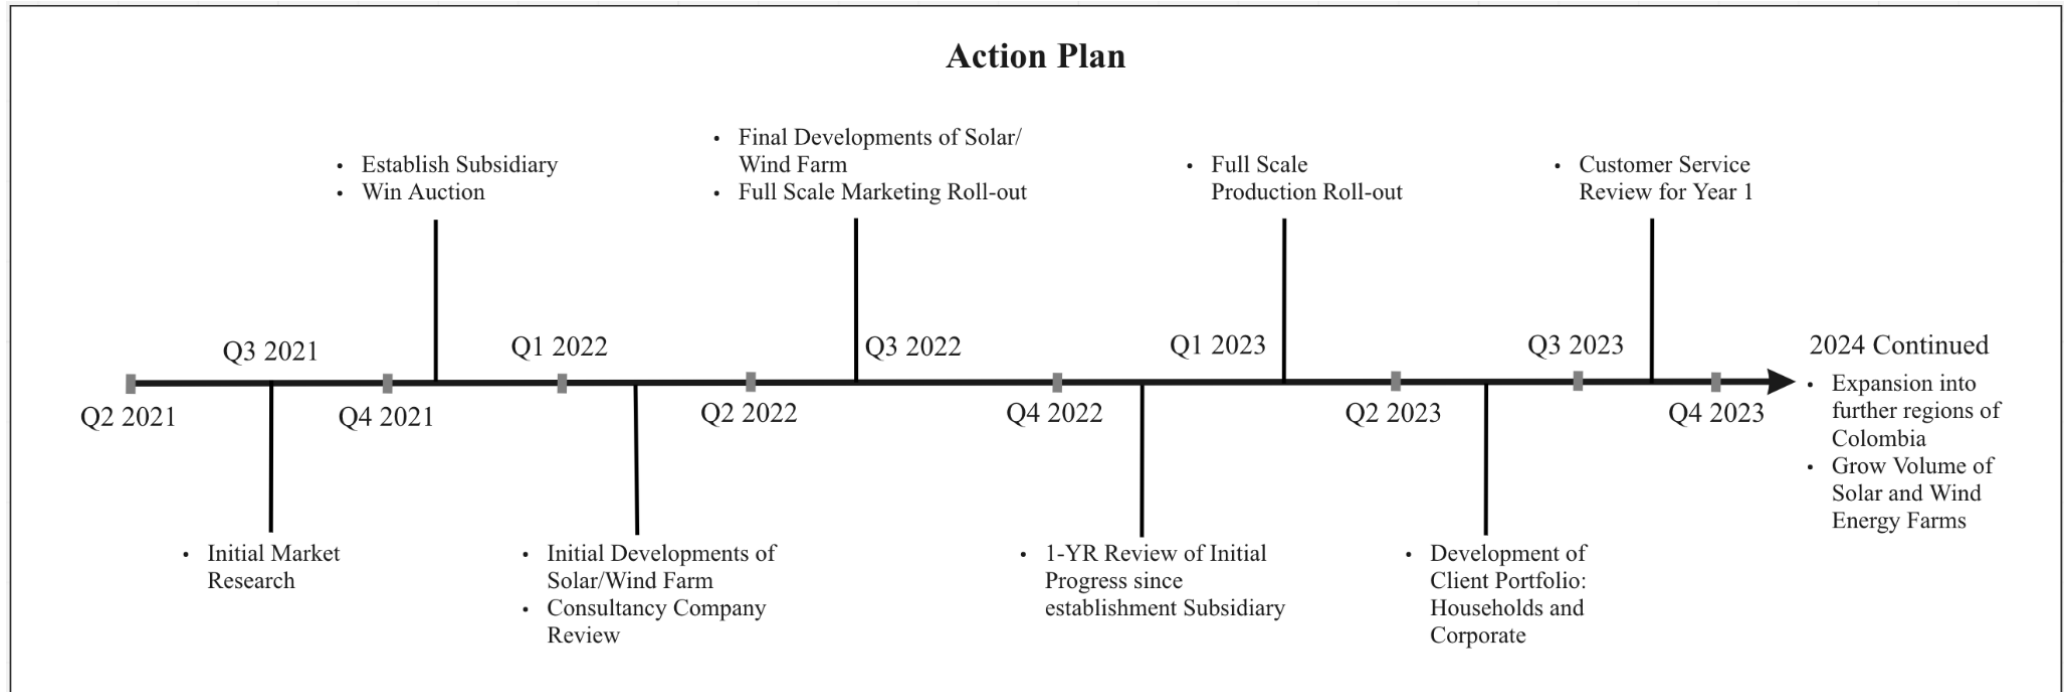 Action Plan
• Establish Subsidiary
• Win Auction
• Final Developments of Solar/
Wind Farm
• Full Scale Marketing Roll-out
• Full Scale
Production Roll-out
• Customer Service
Review for Year 1
Q2 2021
Q3 2021
Q4 2021
Q1 2022
Q2 2022
Q3 2022
Q4 2022
Q1 2023
Q2 2023
Q3 2023
Q4 2023
2024 Continued
• Expansion into
further regions of
Colombia
• Grow Volume of
Solar and Wind
Energy Farms
• Initial Market
Research
• Initial Developments of
Solar/Wind Farm
• Consultancy Company
Review
• 1-YR Review of Initial
Progress since
establishment Subsidiary
• Development of
Client Portfolio:
Households and
Corporate